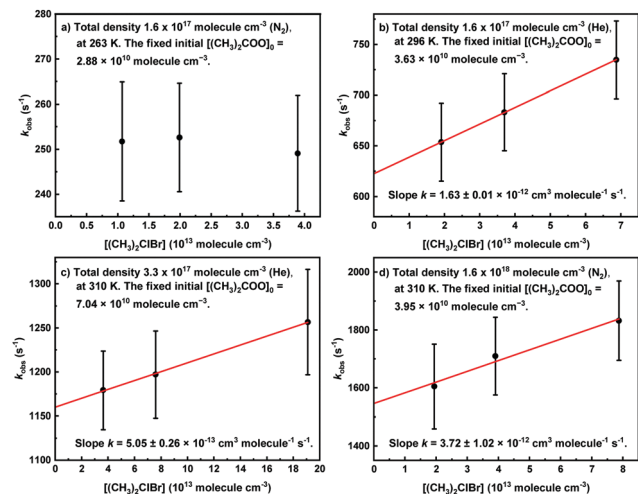 a) Total density 1.6 x 10¹⁷ molecule cm⁻³ (N₂),
at 263 K. The fixed initial [(CH₃)₂COO]₀ =
2.88 × 10¹⁰ molecule cm⁻³.
k_obs (s⁻¹)
270
260
250
240
0.0 0.5 1.0 1.5 2.0 2.5 3.0 3.5 4.0
[(CH₃)₂CIBr] (10¹³ molecule cm⁻³)
b) Total density 1.6 x 10¹⁷ molecule cm⁻³ (He),
at 296 K. The fixed initial [(CH₃)₂COO]₀ =
3.63 × 10¹⁰ molecule cm⁻³.
k_obs (s⁻¹)
750
700
650
600
Slope k = 1.63 ± 0.01 × 10⁻¹² cm³ molecule⁻¹ s⁻¹.
0 1 2 3 4 5 6 7
[(CH₃)₂CIBr] (10¹³ molecule cm⁻³)
c) Total density 3.3 x 10¹⁷ molecule cm⁻³ (He),
at 310 K. The fixed initial [(CH₃)₂COO]₀ =
7.04 × 10¹⁰ molecule cm⁻³.
k_obs (s⁻¹)
1300
1250
1200
1150
1100
Slope k = 5.05 ± 0.26 × 10⁻¹³ cm³ molecule⁻¹ s⁻¹.
0 2 4 6 8 10 12 14 16 18 20
[(CH₃)₂CIBr] (10¹³ molecule cm⁻³)
d) Total density 1.6 x 10¹⁸ molecule cm⁻³ (N₂),
at 310 K. The fixed initial [(CH₃)₂COO]₀ =
3.95 × 10¹⁰ molecule cm⁻³.
k_obs (s⁻¹)
2000
1800
1600
1400
Slope k = 3.72 ± 1.02 × 10⁻¹² cm³ molecule⁻¹ s⁻¹.
0 1 2 3 4 5 6 7 8
[(CH₃)₂CIBr] (10¹³ molecule cm⁻³)